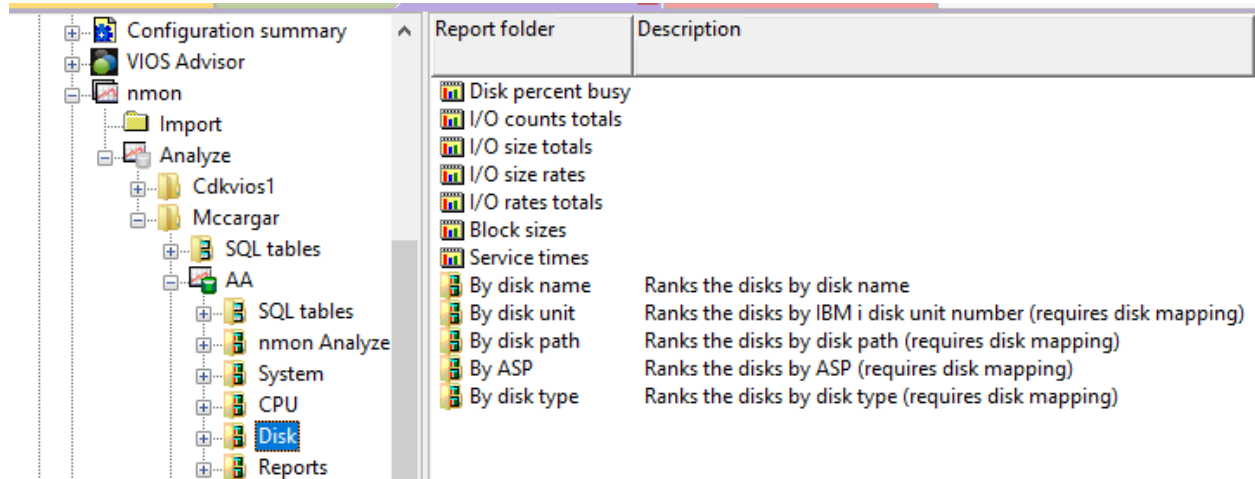 Configuration summary
VIOS Advisor
nmon
Import
Analyze
Cdkvios1
Mccargar
SQL tables
AA
SQL tables
nmon Analyze
System
CPU
Disk
Reports
Report folder Description
Disk percent busy
I/O counts totals
I/O size totals
I/O size rates
I/O rates totals
Block sizes
Service times
By disk name Ranks the disks by disk name
By disk unit Ranks the disks by IBM i disk unit number (requires disk mapping)
By disk path Ranks the disks by disk path (requires disk mapping)
By ASP Ranks the disks by ASP (requires disk mapping)
By disk type Ranks the disks by disk type (requires disk mapping)